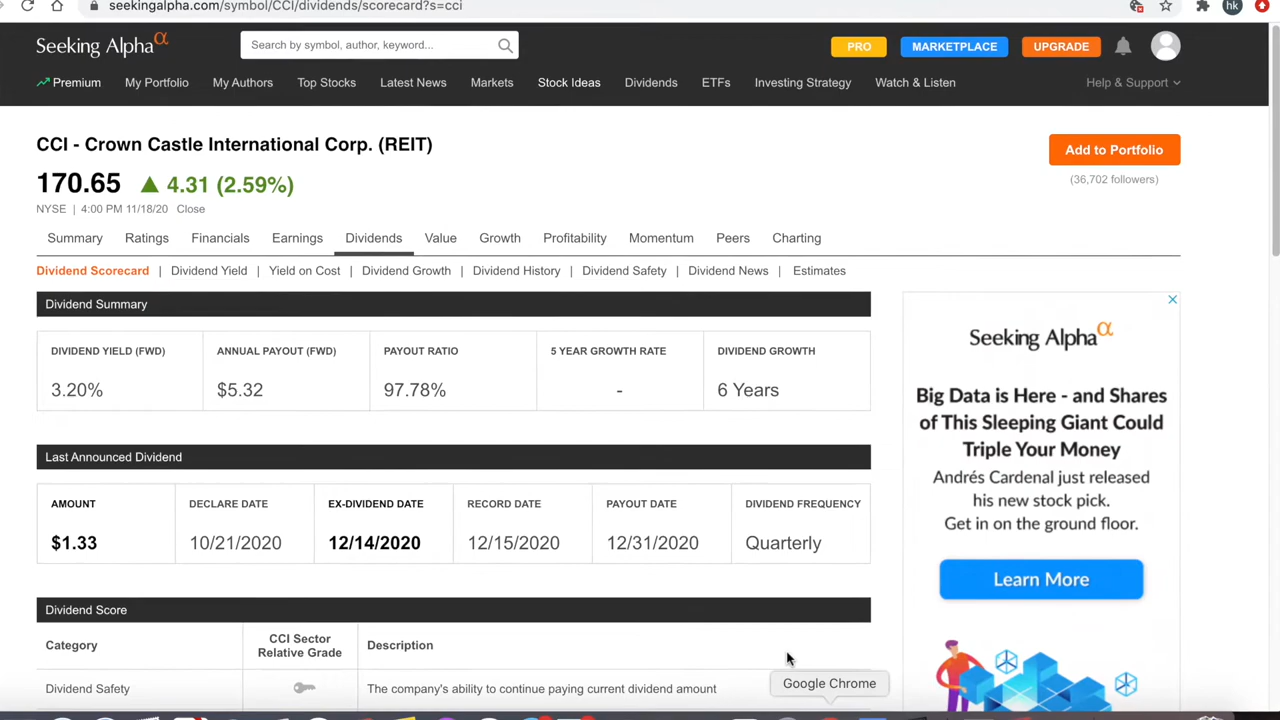 seekingalpha.com/symbol/CCI/dividends/scorecard?s=cci
hk
Seeking Alpha α
Search by symbol, author, keyword...
PRO
MARKETPLACE
UPGRADE
Premium My Portfolio My Authors Top Stocks Latest News Markets Stock Ideas Dividends ETFs Investing Strategy Watch & Listen Help & Support
CCI - Crown Castle International Corp. (REIT)
Add to Portfolio
170.65 ▲ 4.31 (2.59%)
(36,702 followers)
NYSE | 4:00 PM 11/18/20 Close
Summary Ratings Financials Earnings Dividends Value Growth Profitability Momentum Peers Charting
Dividend Scorecard | Dividend Yield | Yield on Cost | Dividend Growth | Dividend History | Dividend Safety | Dividend News | Estimates
Dividend Summary
DIVIDEND YIELD (FWD) ANNUAL PAYOUT (FWD) PAYOUT RATIO 5 YEAR GROWTH RATE DIVIDEND GROWTH
3.20% $5.32 97.78% - 6 Years
Last Announced Dividend
AMOUNT DECLARE DATE EX-DIVIDEND DATE RECORD DATE PAYOUT DATE DIVIDEND FREQUENCY
$1.33 10/21/2020 12/14/2020 12/15/2020 12/31/2020 Quarterly
Dividend Score
Category
CCI Sector
Relative Grade
Description
Dividend Safety
The company's ability to continue paying current dividend amount
Seeking Alpha α
Big Data is Here - and Shares
of This Sleeping Giant Could
Triple Your Money
Andrés Cardenal just released
his new stock pick.
Get in on the ground floor.
Learn More
Google Chrome